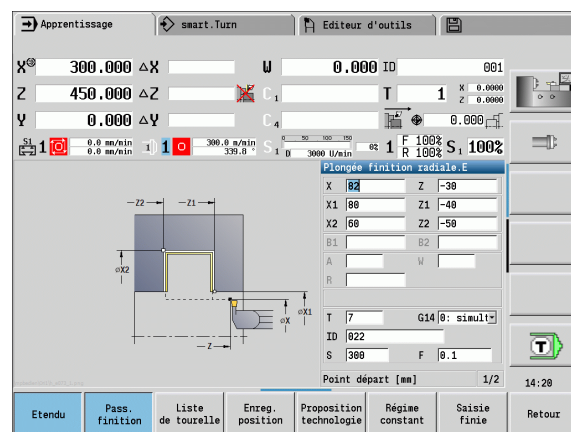 Apprentissage smart.Turn Editeur d'outils
X 300.000 ΔX W 0.000 ID 001
Z 450.000 ΔZ C1 T 1 X 0.0000 Z 0.0000
Y 0.000 ΔY C4 0.000
S1 1 0.0 mm/min 0.0 mm/min 1 1 300.0 m/min 339.8 ° S1 0 50 100 150 0% D 3000 U/min 1 F 100% R 100% S1 100%
Plongée finition radiale.E
X 82 Z -30
X1 80 Z1 -40
X2 60 Z2 -50
B1 B2
A W
R
T 7 G14 0: simult
ID 022
S 300 F 0.1
Point départ [mm] 1/2
Z2 Z1
øX2
øX øX1
Z
T
14:20
Etendu
Pass. finition
Liste de tourelle
Enreg. position
Proposition technologie
Régime constant
Saisie finie
Retour